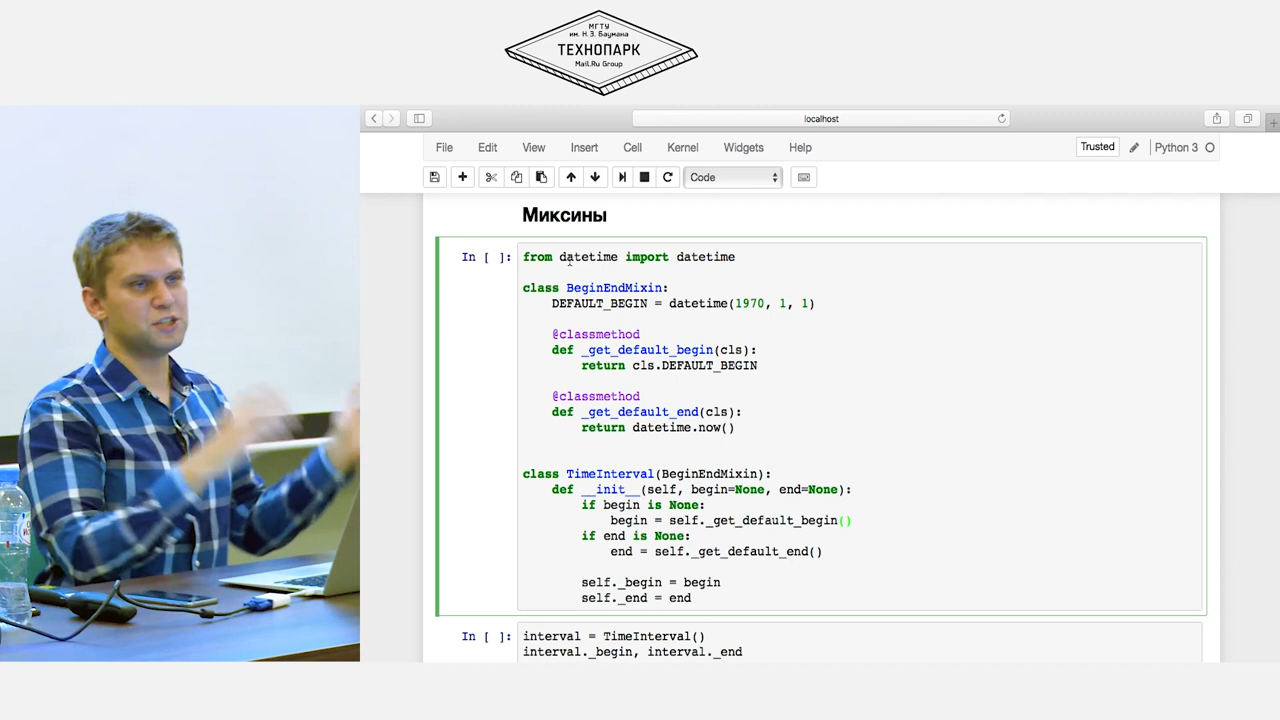 МГТУ
им. Н.Э. Баумана
ТЕХНОПАРК
Mail.Ru Group
localhost
File Edit View Insert Cell Kernel Widgets Help Trusted Python 3
Code
Миксины
In [ ]: from datetime import datetime
class BeginEndMixin:
    DEFAULT_BEGIN = datetime(1970, 1, 1)
    @classmethod
    def _get_default_begin(cls):
        return cls.DEFAULT_BEGIN
    @classmethod
    def _get_default_end(cls):
        return datetime.now()
class TimeInterval(BeginEndMixin):
    def __init__(self, begin=None, end=None):
        if begin is None:
            begin = self._get_default_begin()
        if end is None:
            end = self._get_default_end()
        self._begin = begin
        self._end = end
In [ ]: interval = TimeInterval()
interval._begin, interval._end